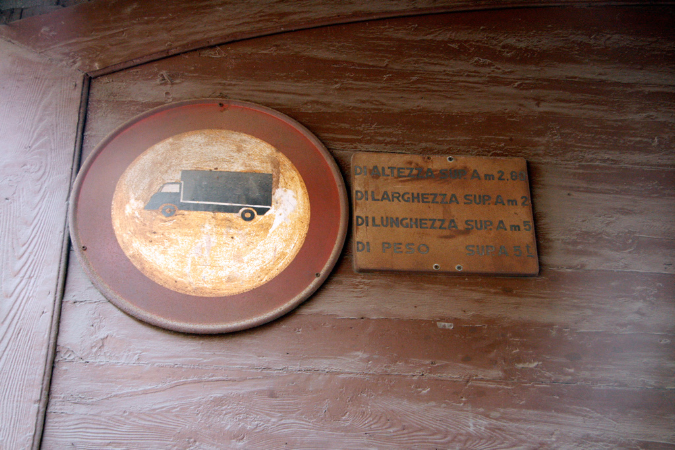 DI ALTEZZA SUP. A m 2.
DI LARGHEZZA SUP. A m 2
DI LUNGHEZZA SUP. A m 5
DI PESO SUP. A